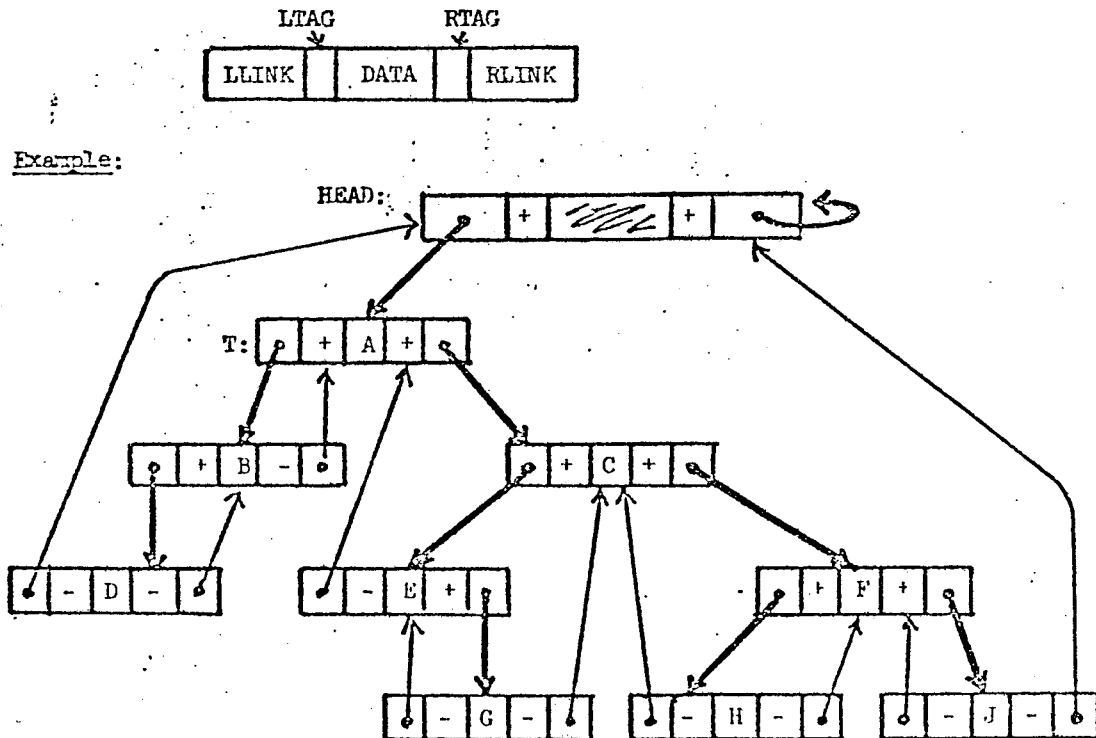 LTAG RTAG
LLINK DATA RLINK
Example:
HEAD: + +
T: + A +
+ B - + C +
- D - - E + + F +
- G - - H - - J -